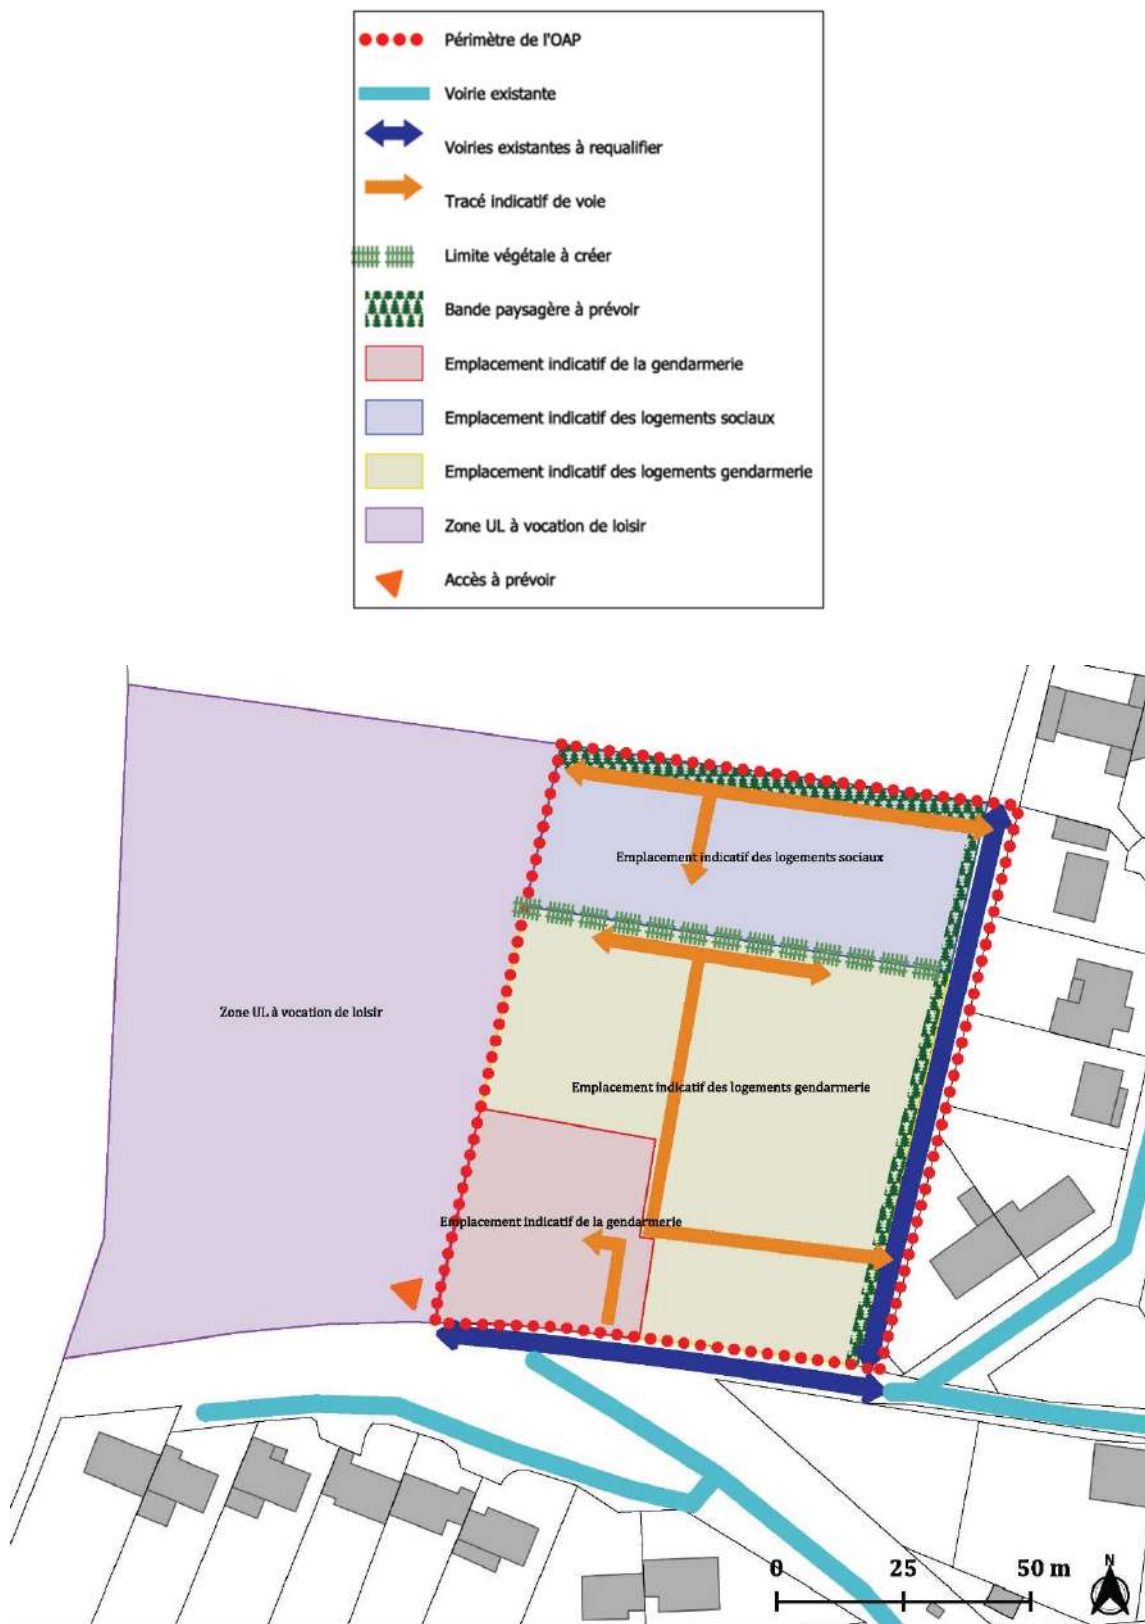 Périmètre de l'OAP
Voirie existante
Voiries existantes à requalifier
Tracé indicatif de voie
Limite végétale à créer
Bande paysagère à prévoir
Emplacement indicatif de la gendarmerie
Emplacement indicatif des logements sociaux
Emplacement indicatif des logements gendarmerie
Zone UL à vocation de loisir
Accès à prévoir
Emplacement indicatif des logements sociaux
Zone UL à vocation de loisir
Emplacement indicatif des logements gendarmerie
Emplacement indicatif de la gendarmerie
0 25 50 m
N